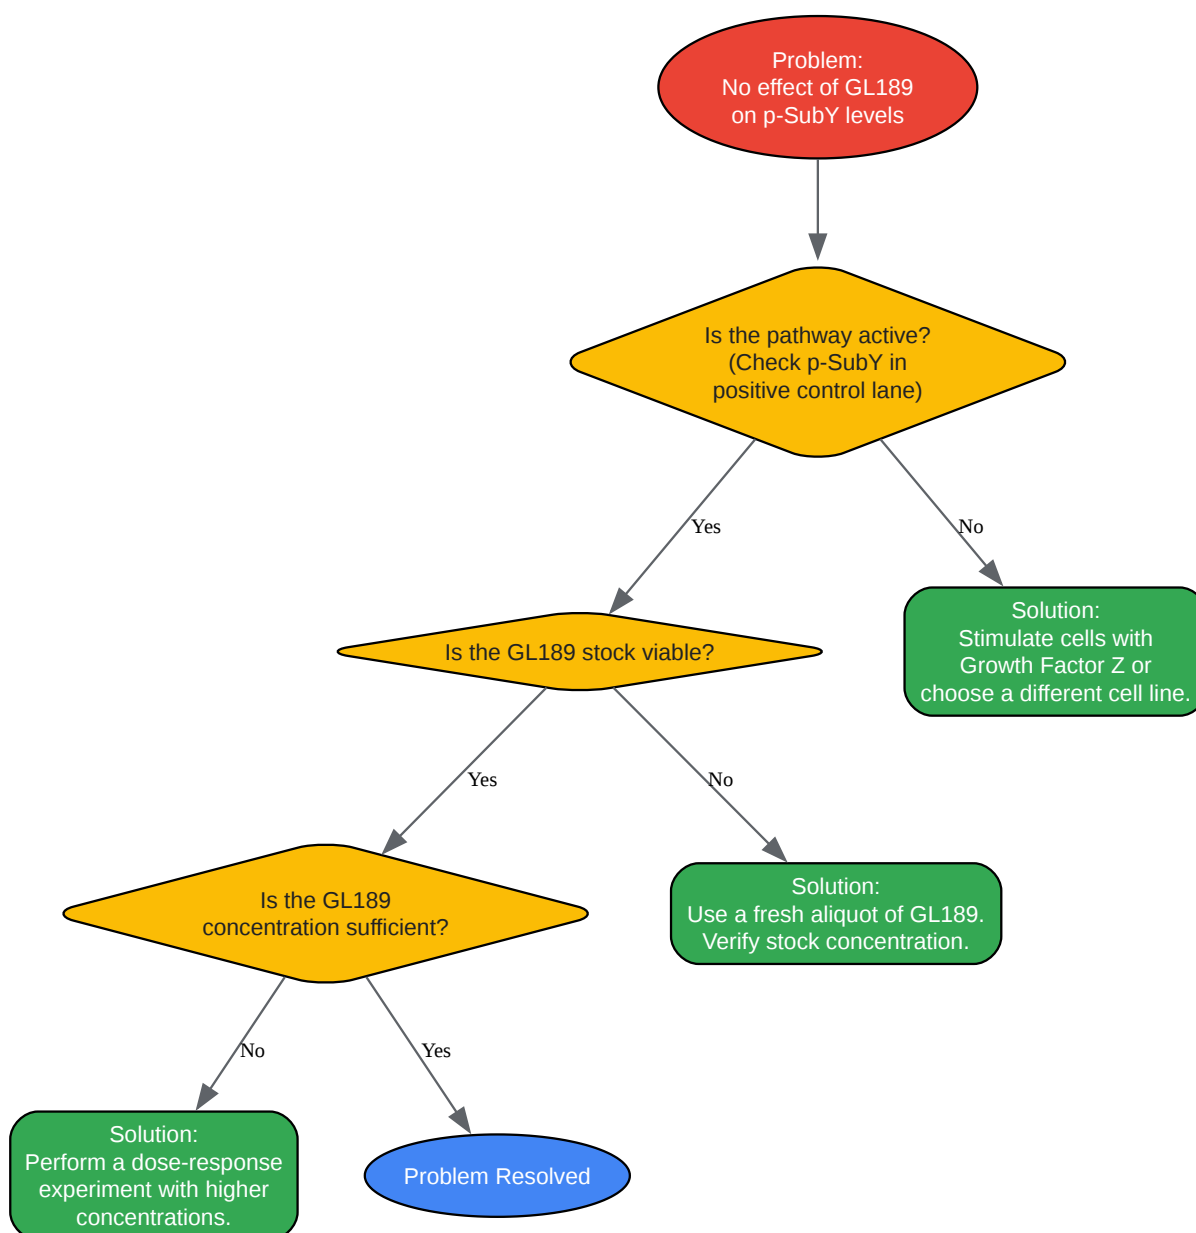 Problem:
No effect of GL189
on p-SubY levels
Is the pathway active?
(Check p-SubY in
positive control lane)
Yes
No
Solution:
Stimulate cells with
Growth Factor Z or
choose a different cell line.
Is the GL189 stock viable?
Yes
No
Solution:
Use a fresh aliquot of GL189.
Verify stock concentration.
Is the GL189
concentration sufficient?
No
Yes
Solution:
Perform a dose-response
experiment with higher
concentrations.
Problem Resolved